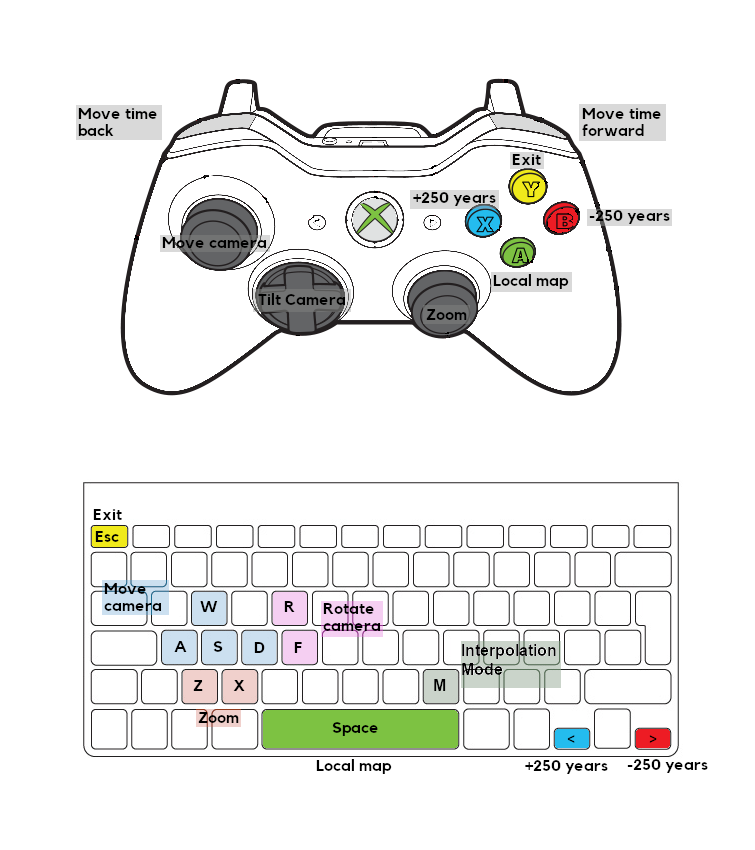 Move time
back
Move time
forward
Exit
Y
+250 years
X
B
-250 years
Move camera
A
Local map
Tilt Camera
Zoom
Exit
Esc
Move
camera
W
R
Rotate
camera
A
S
D
F
Interpolation
Mode
Z
X
M
Zoom
Space
<
>
Local map
+250 years
-250 years